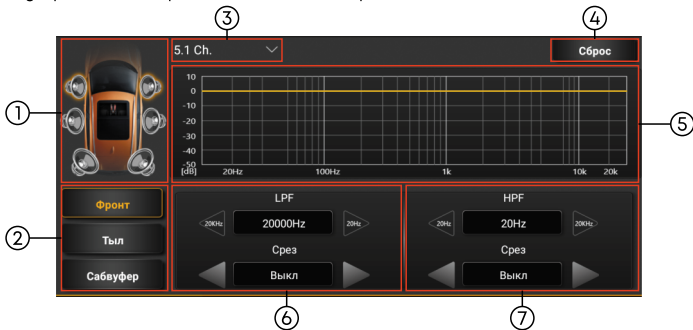 ③
④
5.1 Ch.
Сброс
①
10
0
-10
-20
-30
-40
-50
[dB]
20Hz
100Hz
1k
10k
20k
⑤
②
Фронт
Тыл
Сабвуфер
LPF
20KHz
20000Hz
20Hz
Срез
Выкл
HPF
20Hz
20Hz
20KHz
Срез
Выкл
⑥
⑦